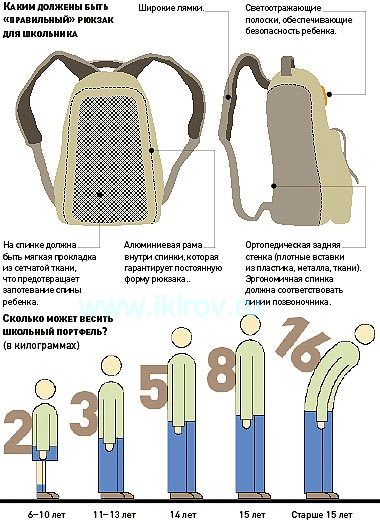 Каким должены быть
«правильный» рюкзак
для школьника
Широкие лямки.
Светоотражающие
полоски, обеспечивающие
безопасность ребенка.
На спинке должна
быть мягкая прокладка
из сетчатой ткани,
что предотвращает
запотевание спины
ребенка.
Алюминиевая рама
внутри спинки, которая
гарантирует постоянную
форму рюкзака..
Ортопедическая задняя
стенка (плотные вставки
из пластика, металла, ткани).
Эргономичная спинка
должна соответствовать
линии позвоночника.
www.ikirov.ru
Сколько может весить
школьный портфель?
(в килограммах)
2
3
5
8
16
6–10 лет
11–13 лет
14 лет
15 лет
Старше 15 лет